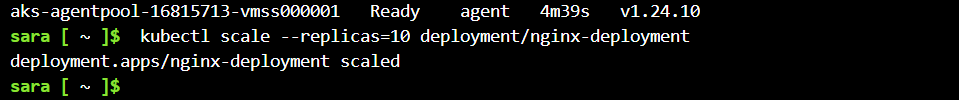 aks-agentpool-16815713-vmss000001   Ready    agent   4m39s   v1.24.10
sara [ ~ ]$  kubectl scale --replicas=10 deployment/nginx-deployment
deployment.apps/nginx-deployment scaled
sara [ ~ ]$